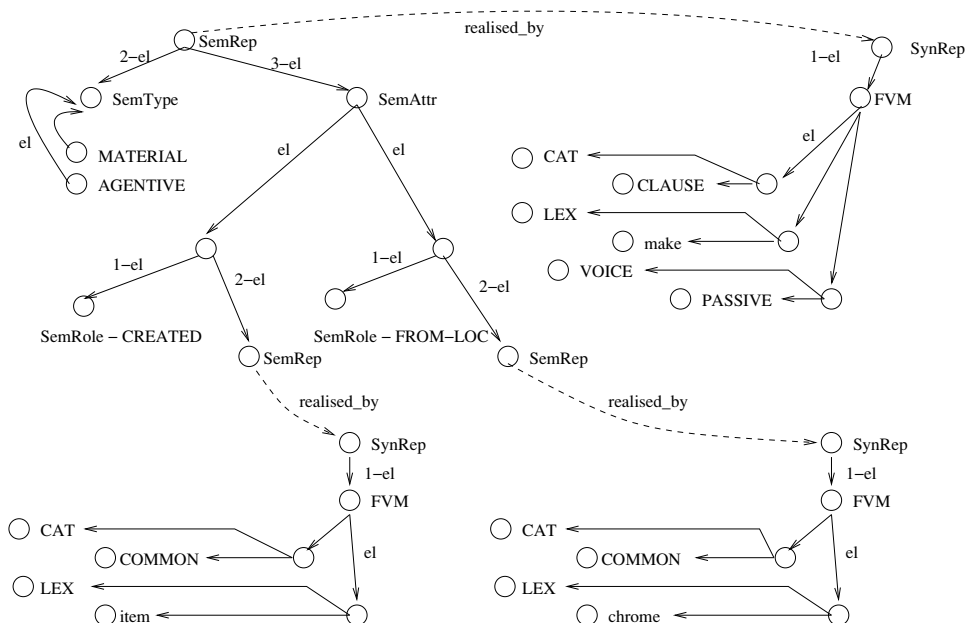 realised_by
SemRep
SynRep
2−el
3−el
1−el
SemType
SemAttr
FVM
el
MATERIAL
AGENTIVE
el
el
el
CAT
CLAUSE
LEX
make
1−el
2−el
1−el
2−el
VOICE
PASSIVE
SemRole − CREATED
SemRole − FROM−LOC
SemRep
SemRep
realised_by
realised_by
SynRep
SynRep
1−el
1−el
FVM
FVM
CAT
COMMON
el
CAT
COMMON
el
LEX
item
LEX
chrome